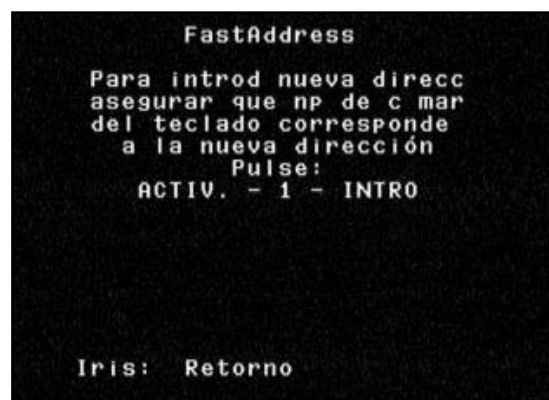 FastAddress
Para introd nueva direcc
asegurar que np de c mar
del teclado corresponde
a la nueva dirección
Pulse:
ACTIV. - 1 - INTRO
Iris: Retorno